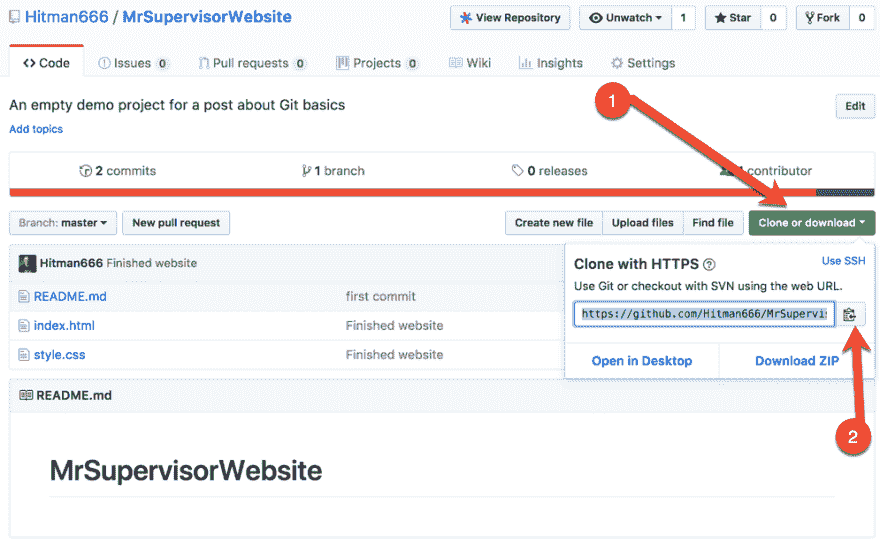 Hitman666 / MrSupervisorWebsite
View Repository Unwatch 1 Star 0 Fork 0
Code Issues 0 Pull requests 0 Projects 0 Wiki Insights Settings
An empty demo project for a post about Git basics Edit
Add topics
1
2 commits 1 branch 0 releases contributor
Branch: master New pull request Create new file Upload files Find file Clone or download
Hitman666 Finished website
README.md first commit
index.html Finished website
style.css Finished website
Clone with HTTPS Use SSH
Use Git or checkout with SVN using the web URL.
https://github.com/Hitman666/MrSupervis
Open in Desktop Download ZIP
2
README.md
MrSupervisorWebsite